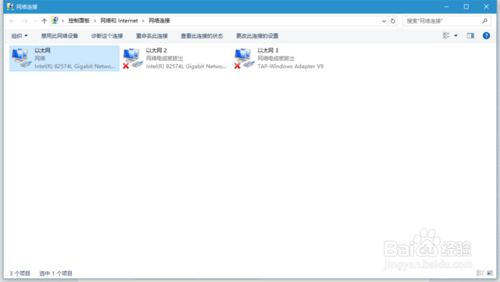 网络连接
控制面板 > 网络和 Internet > 网络连接
搜索"网络连接"
组织 禁用此网络设备 诊断这个连接 重命名此连接 查看此连接的状态 更改此连接的设置
以太网
网络
Intel(R) 82574L Gigabit Netwo...
以太网 2
网络电缆被拔出
Intel(R) 82574L Gigabit Netwo...
以太网 3
网络电缆被拔出
TAP-Windows Adapter V9
3 个项目 选中 1 个项目
Baidu 经验
jingyan.baidu.com